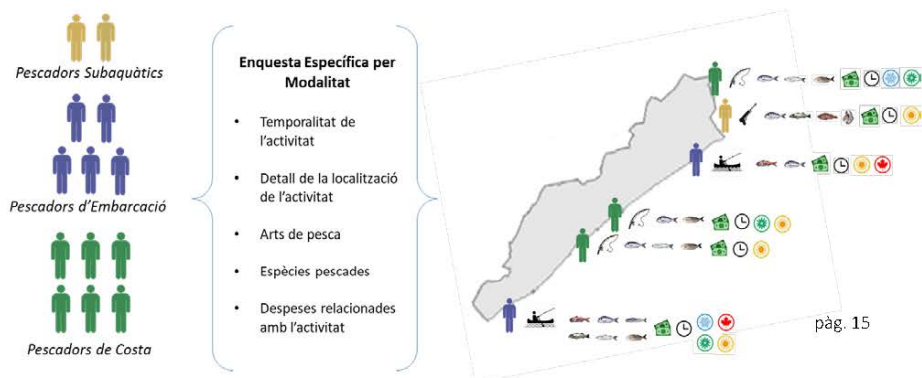 Pescadors Subaquàtics
Pescadors d'Embarcació
Pescadors de Costa
Enquesta Específica per
Modalitat
• Temporalitat de
l'activitat
• Detall de la localització
de l'activitat
• Arts de pesca
• Espècies pescades
• Despeses relacionades
amb l'activitat
pàg. 15